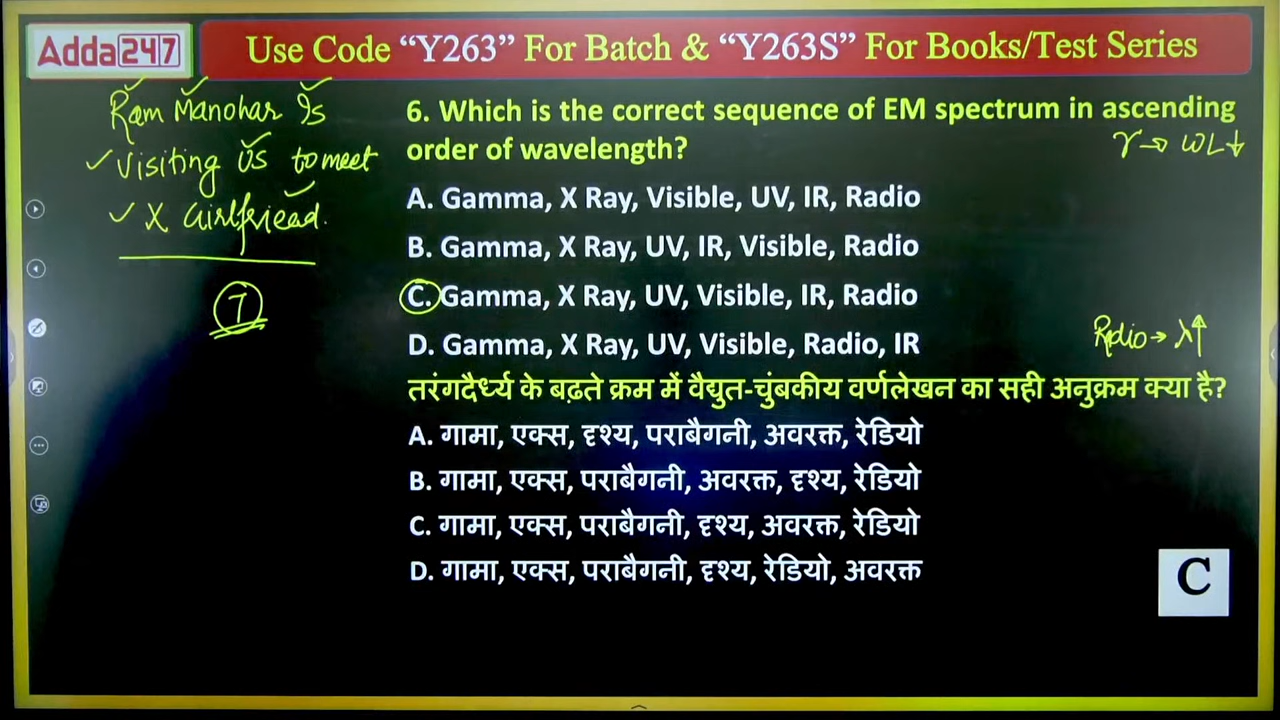 Adda247
Use Code “Y263” For Batch & “Y263S” For Books/Test Series
Ram Manohar Is
visiting US to meet
X Girlfriend.
7
6. Which is the correct sequence of EM spectrum in ascending
order of wavelength?
γ → WL↓
A. Gamma, X Ray, Visible, UV, IR, Radio
B. Gamma, X Ray, UV, IR, Visible, Radio
C. Gamma, X Ray, UV, Visible, IR, Radio
D. Gamma, X Ray, UV, Visible, Radio, IR
Radio → λ↑
तरंगदैर्ध्य के बढ़ते क्रम में वैद्युत-चुंबकीय वर्णलेखन का सही अनुक्रम क्या है?
A. गामा, एक्स, दृश्य, पराबैगनी, अवरक्त, रेडियो
B. गामा, एक्स, पराबैगनी, अवरक्त, दृश्य, रेडियो
C. गामा, एक्स, पराबैगनी, दृश्य, अवरक्त, रेडियो
D. गामा, एक्स, पराबैगनी, दृश्य, रेडियो, अवरक्त
C